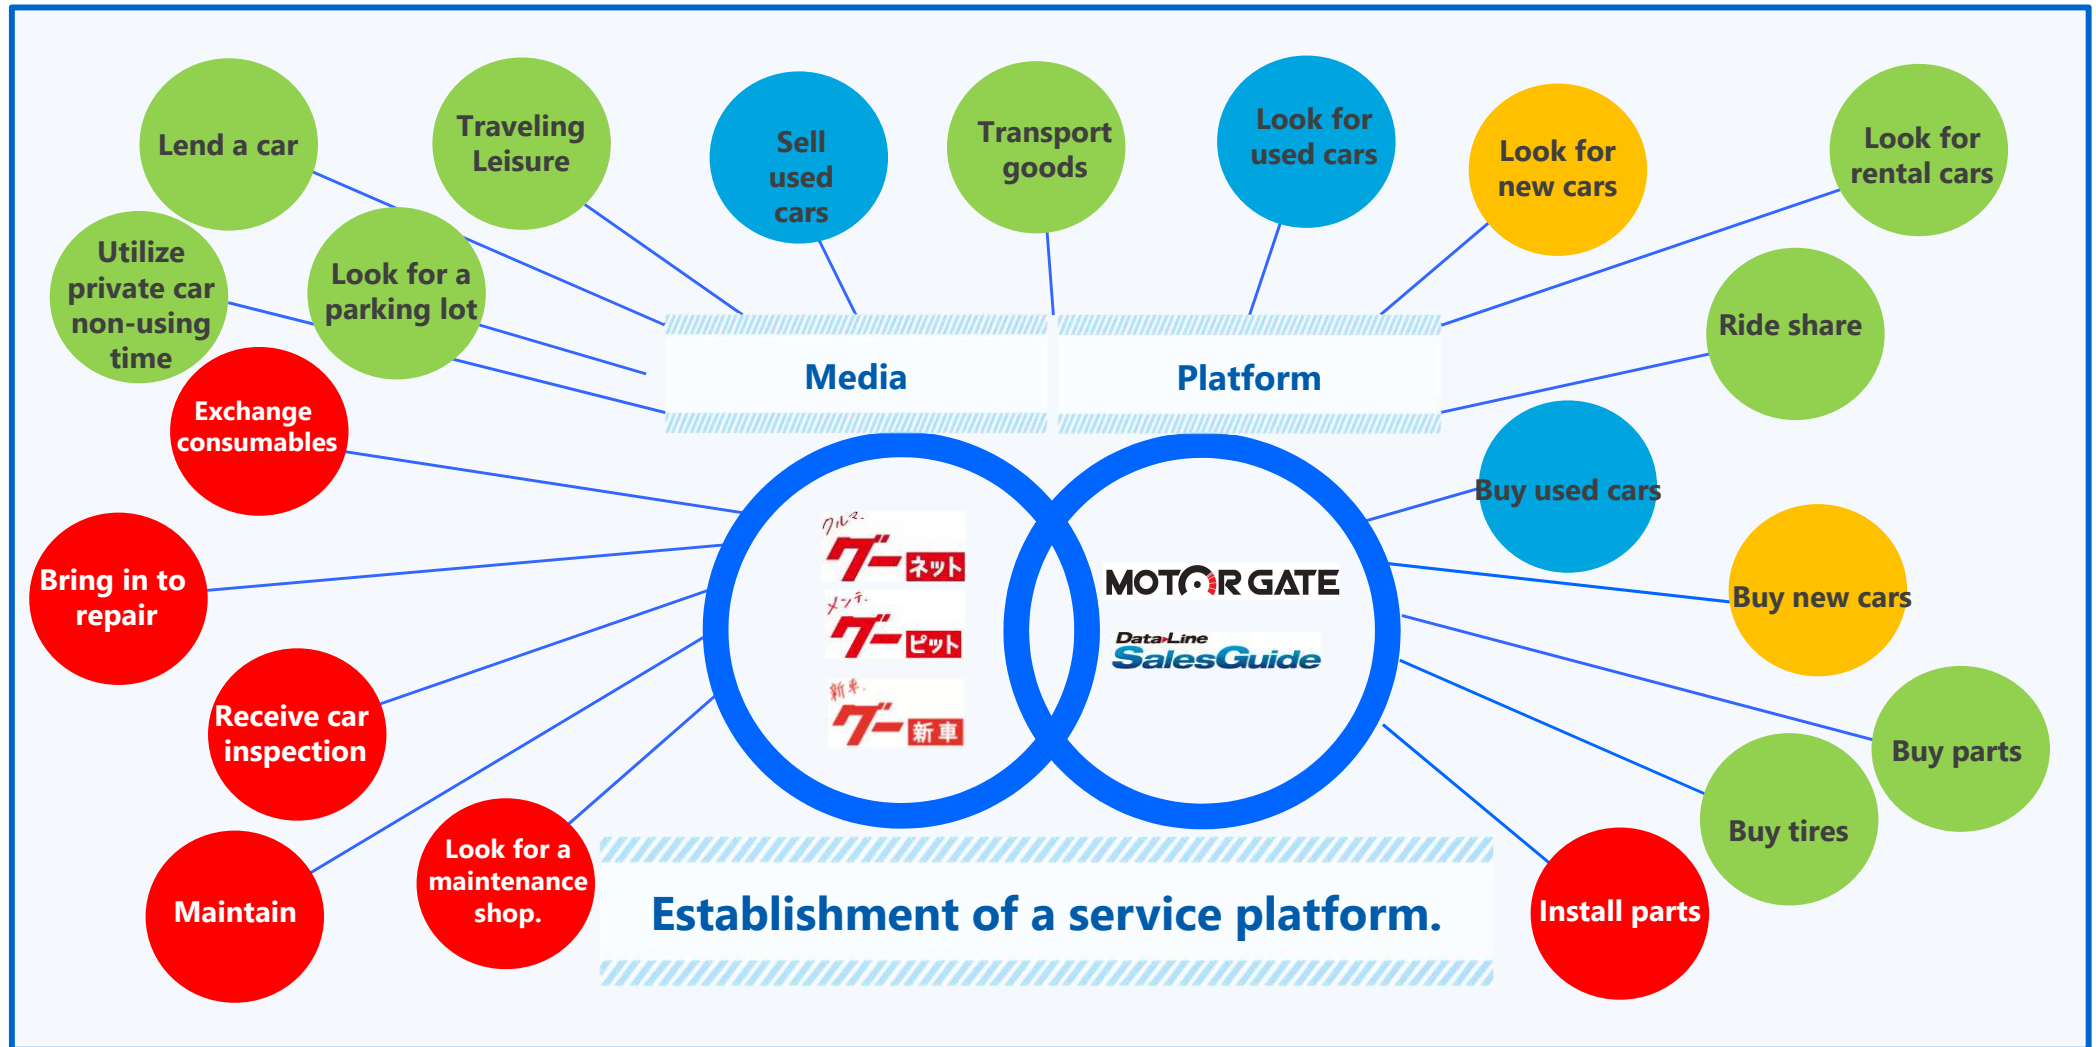 Lend a car
Traveling
Leisure
Sell
used
cars
Transport
goods
Look for
used cars
Look for
new cars
Look for
rental cars
Utilize
private car
non-using
time
Look for a
parking lot
Ride share
Media
Platform
Exchange
consumables
Buy used cars
Bring in to
repair
Buy new cars
クルマ.
グーネット
メンテ.
グーピット
新車.
グー新車
MOTOR GATE
Data Line
SalesGuide
Receive car
inspection
Buy parts
Buy tires
Maintain
Look for a
maintenance
shop.
Install parts
Establishment of a service platform.